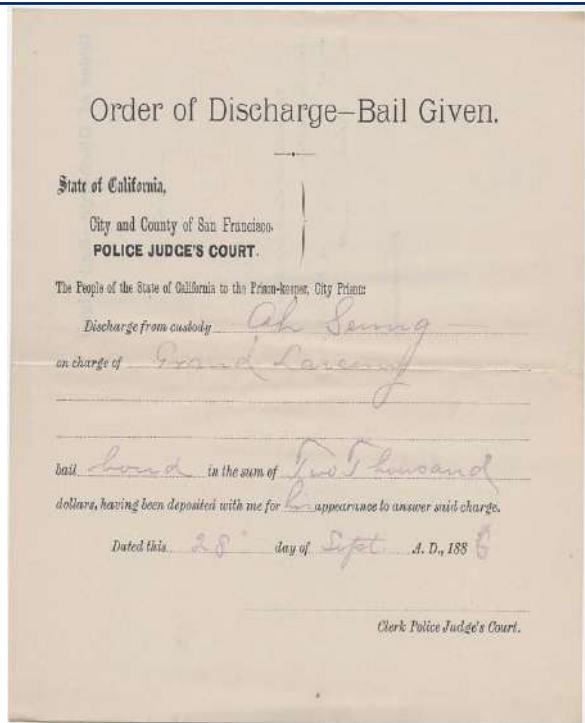 Order of Discharge—Bail Given.
State of California,
City and County of San Francisco.
POLICE JUDGE'S COURT.
The People of the State of California to the Prison-keeper, City Prison:
Discharge from custody Ah Seung
on charge of Grand Larceny
bail bond in the sum of Two Thousand
dollars, having been deposited with me for his appearance to answer said charge.
Dated this 28 day of Sept. A. D., 188
Clerk Police Judge's Court.